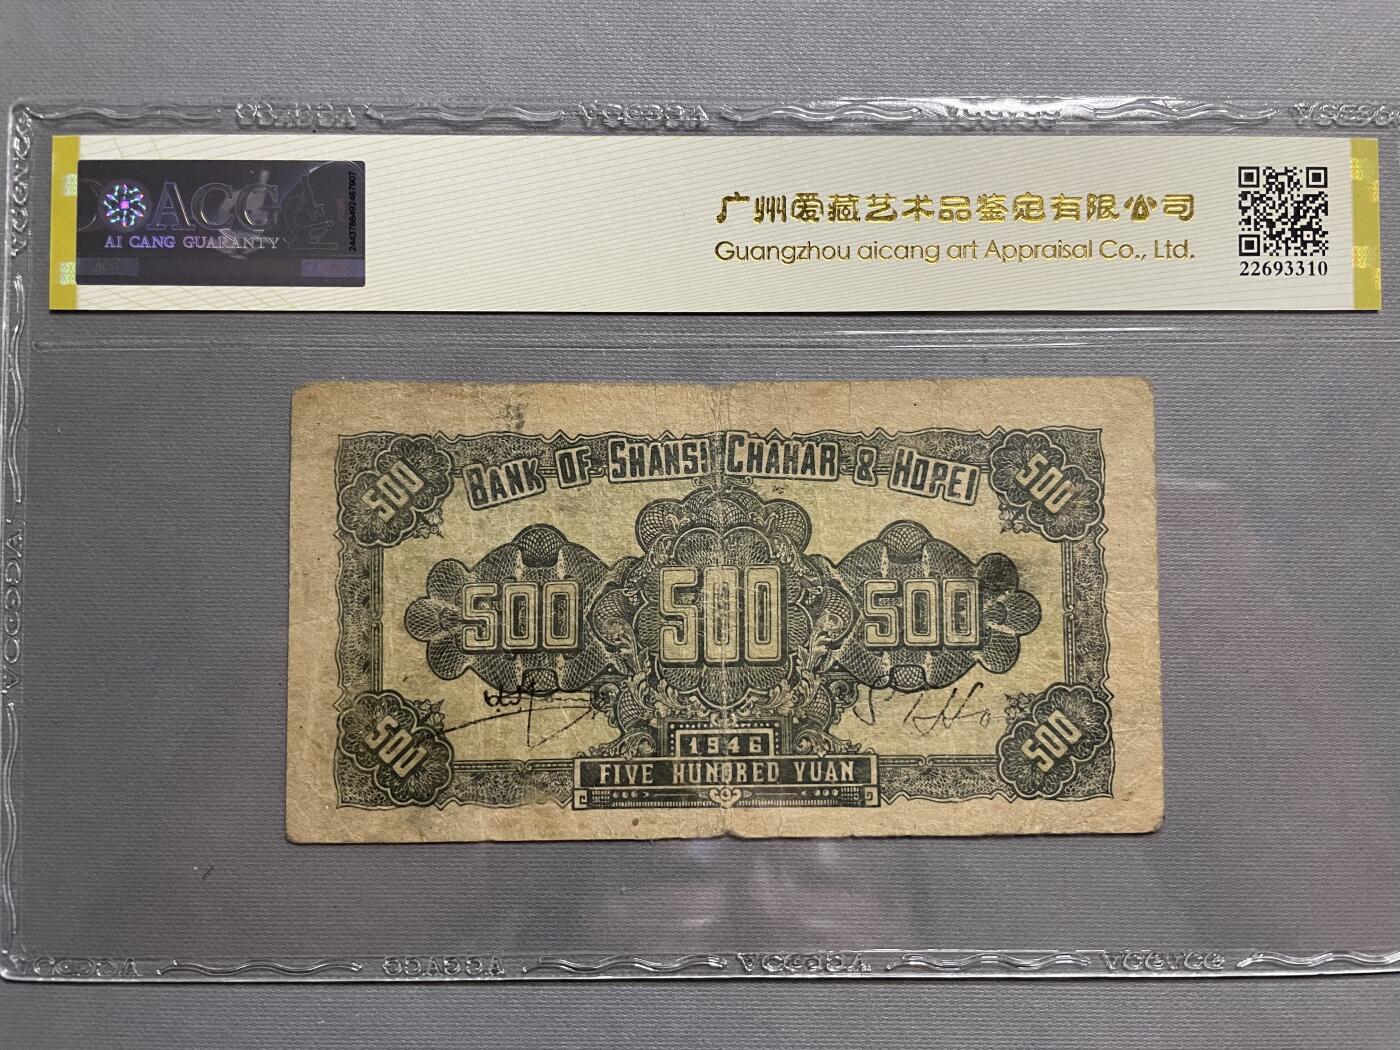 ACG
AI CANG GUARANTY
2443786492467907
广州爱藏艺术品鉴定有限公司
Guangzhou aicang art Appraisal Co., Ltd.
22693310
BANK OF SHANSI CHAHAR & HOPEI
500
500
500
500
500
500
500
1946
FIVE HUNDRED YUAN